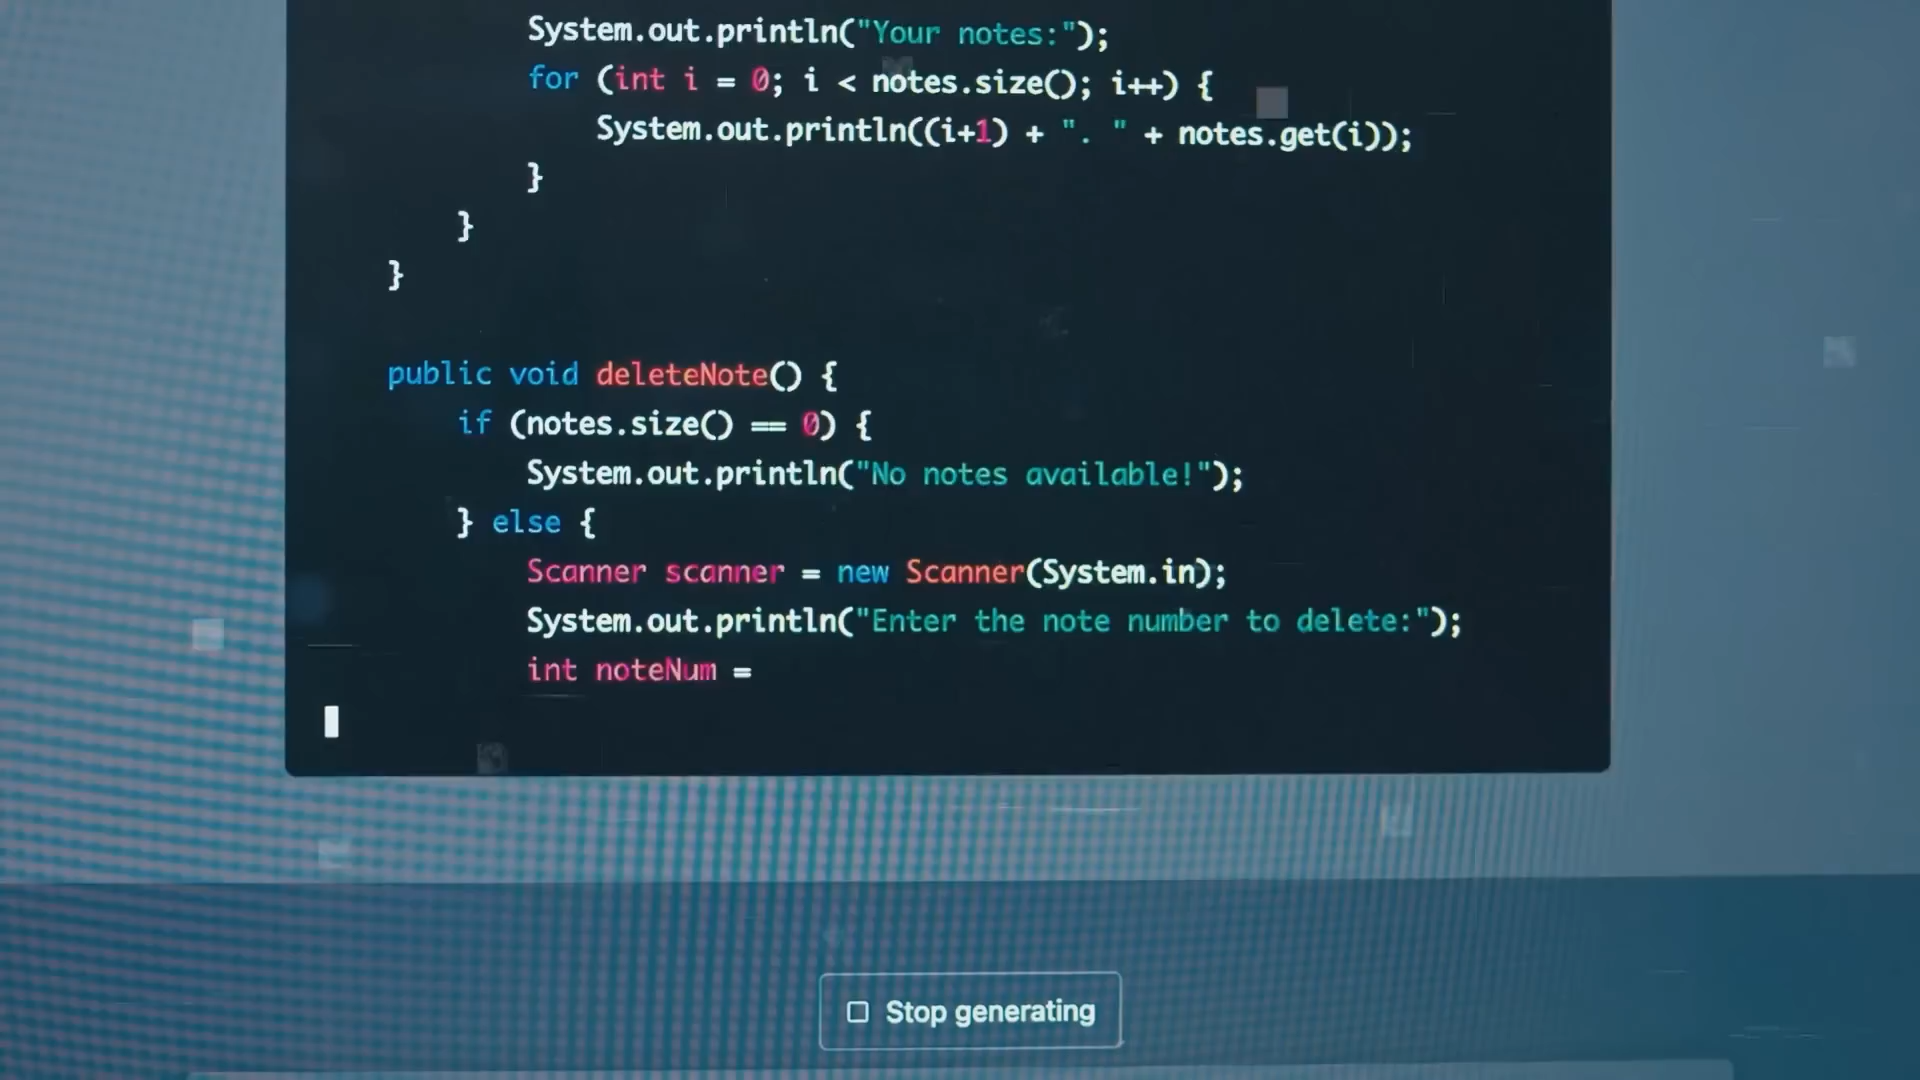 System.out.println("Your notes:");
for (int i = 0; i < notes.size(); i++) {
System.out.println((i+1) + ". " + notes.get(i));
}
}
}
public void deleteNote() {
if (notes.size() == 0) {
System.out.println("No notes available!");
} else {
Scanner scanner = new Scanner(System.in);
System.out.println("Enter the note number to delete:");
int noteNum =
Stop generating